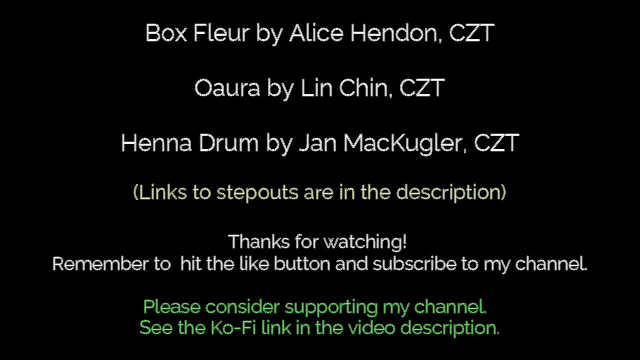 Box Fleur by Alice Hendon, CZT
Oaura by Lin Chin, CZT
Henna Drum by Jan MacKugler, CZT
(Links to stepouts are in the description)
Thanks for watching!
Remember to  hit the like button and subscribe to my channel.
Please consider supporting my channel.
See the Ko-Fi link in the video description.